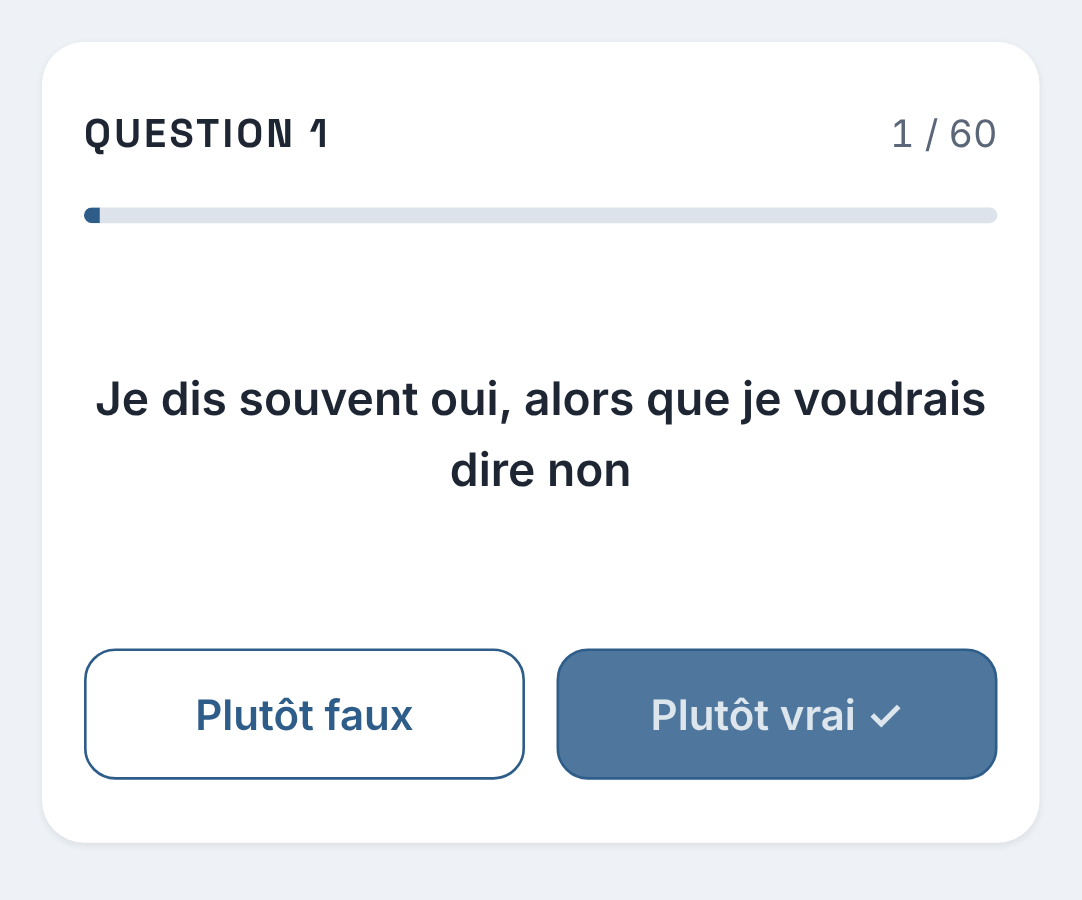 QUESTION 1
1 / 60
Je dis souvent oui, alors que je voudrais
dire non
Plutôt faux
Plutôt vrai ✓